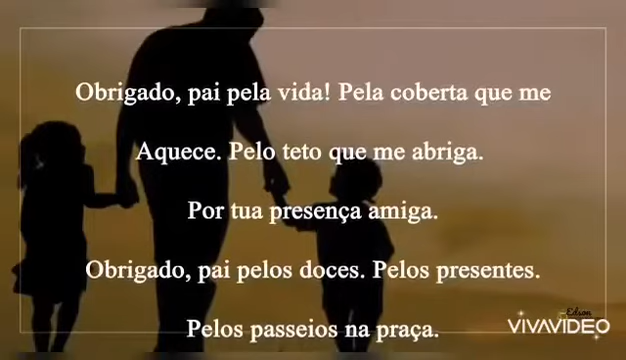 Obrigado, pai pela vida! Pela coberta que me
Aquece. Pelo teto que me abriga.
Por tua presença amiga.
Obrigado, pai pelos doces. Pelos presentes.
Pelos passeios na praça.
Edson
VIVAVIDEO